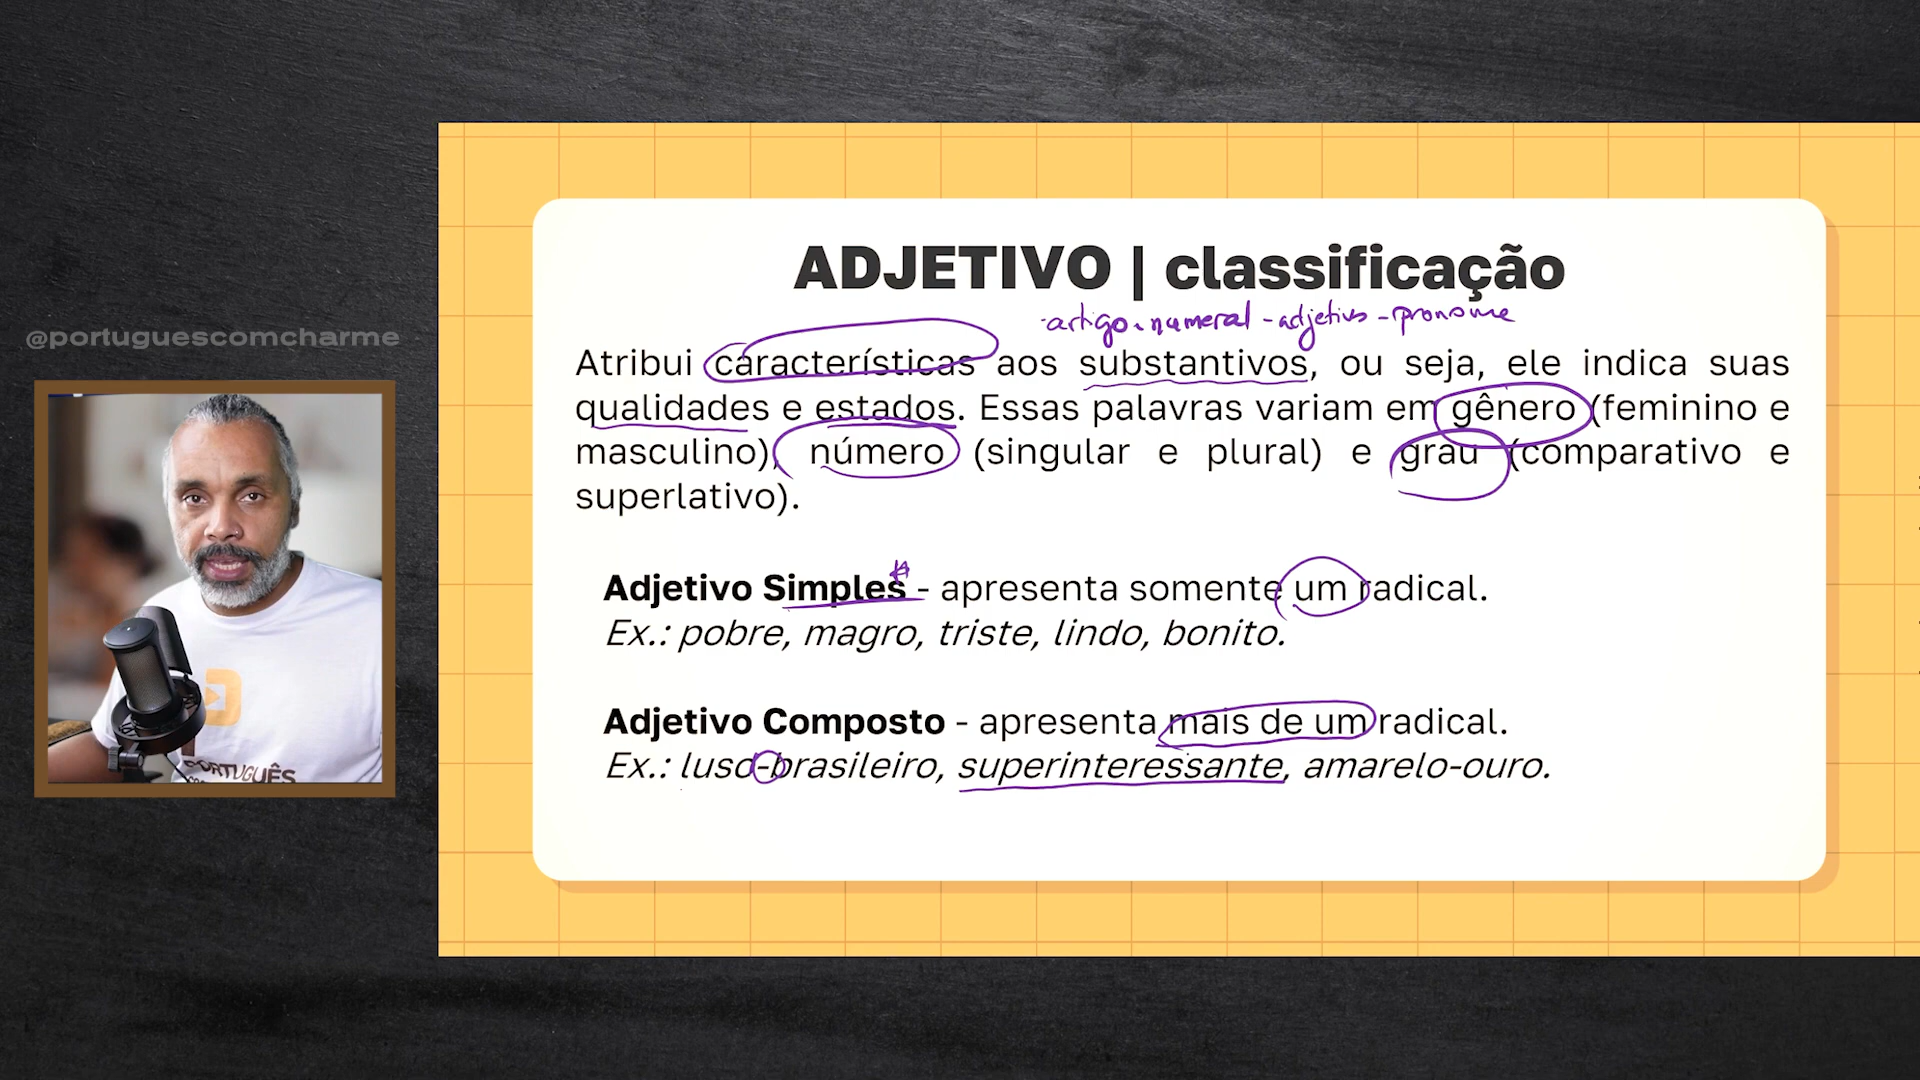 ADJETIVO | classificação
-artigo-numeral-adjetivo-pronome
@portuguescomcharme
Atribui características aos substantivos, ou seja, ele indica suas
qualidades e estados. Essas palavras variam em gênero (feminino e
masculino), número (singular e plural) e grau (comparativo e
superlativo).
Adjetivo Simples - apresenta somente um radical.
Ex.: pobre, magro, triste, lindo, bonito.
Adjetivo Composto - apresenta mais de um radical.
Ex.: luso-brasileiro, superinteressante, amarelo-ouro.
PORTUGUÊS